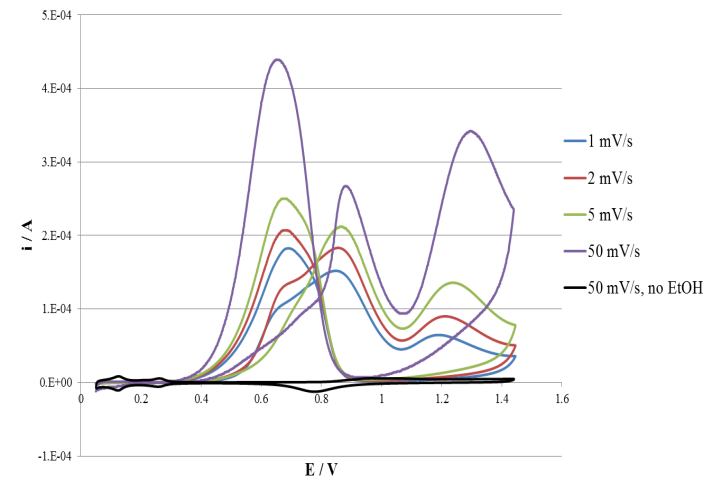 5.E-04
4.E-04
3.E-04
2.E-04
1.E-04
0.E+00
-1.E-04
0 0.2 0.4 0.6 0.8 1 1.2 1.4 1.6
i / A
E / V
1 mV/s
2 mV/s
5 mV/s
50 mV/s
50 mV/s, no EtOH